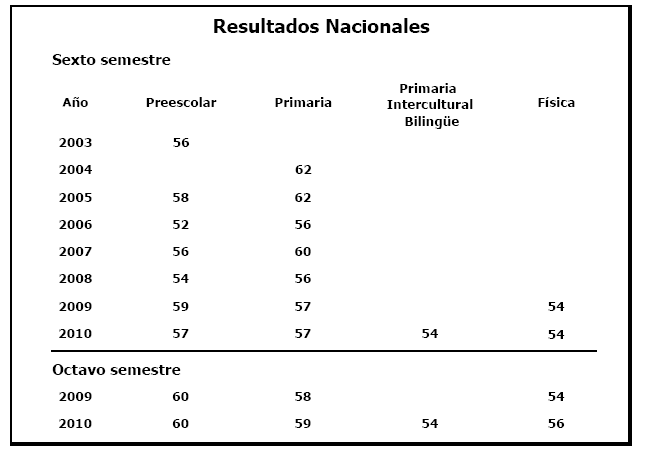 Resultados Nacionales
Sexto semestre
Año Preescolar Primaria Primaria Intercultural Bilingüe Física
2003 56
2004 62
2005 58 62
2006 52 56
2007 56 60
2008 54 56
2009 59 57 54
2010 57 57 54 54
Octavo semestre
2009 60 58 54
2010 60 59 54 56